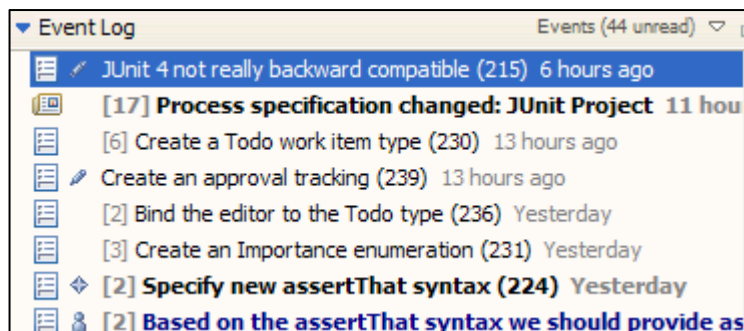 Event Log Events (44 unread)
JUnit 4 not really backward compatible (215) 6 hours ago
[17] Process specification changed: JUnit Project 11 hou
[6] Create a Todo work item type (230) 13 hours ago
Create an approval tracking (239) 13 hours ago
[2] Bind the editor to the Todo type (236) Yesterday
[3] Create an Importance enumeration (231) Yesterday
[2] Specify new assertThat syntax (224) Yesterday
[2] Based on the assertThat syntax we should provide as